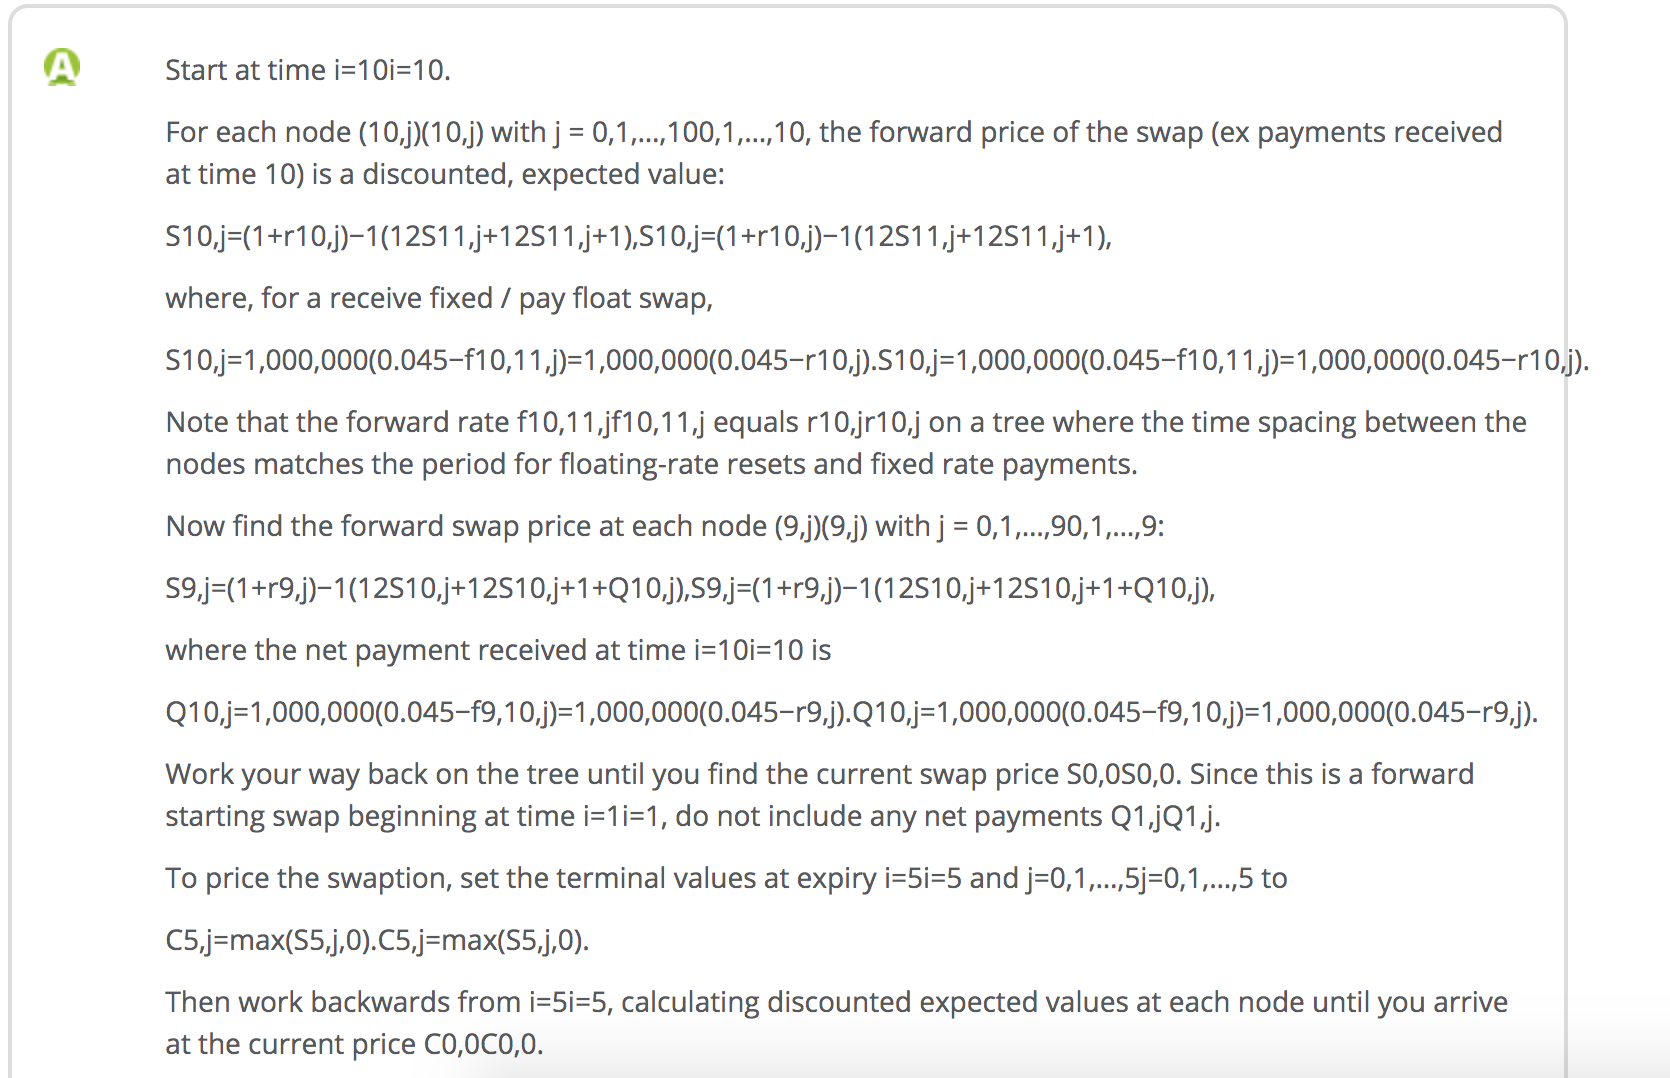 A
Start at time i=10i=10.
For each node (10,j)(10,j) with j = 0,1,...,100,1,...,10, the forward price of the swap (ex payments received
at time 10) is a discounted, expected value:
S10,j=(1+r10,j)−1(12S11,j+12S11,j+1),S10,j=(1+r10,j)−1(12S11,j+12S11,j+1),
where, for a receive fixed / pay float swap,
S10,j=1,000,000(0.045−f10,11,j)=1,000,000(0.045−r10,j).S10,j=1,000,000(0.045−f10,11,j)=1,000,000(0.045−r10,j).
Note that the forward rate f10,11,jf10,11,j equals r10,jr10,j on a tree where the time spacing between the
nodes matches the period for floating-rate resets and fixed rate payments.
Now find the forward swap price at each node (9,j)(9,j) with j = 0,1,...,90,1,...,9:
S9,j=(1+r9,j)−1(12S10,j+12S10,j+1+Q10,j),S9,j=(1+r9,j)−1(12S10,j+12S10,j+1+Q10,j),
where the net payment received at time i=10i=10 is
Q10,j=1,000,000(0.045−f9,10,j)=1,000,000(0.045−r9,j).Q10,j=1,000,000(0.045−f9,10,j)=1,000,000(0.045−r9,j).
Work your way back on the tree until you find the current swap price S0,0S0,0. Since this is a forward
starting swap beginning at time i=1i=1, do not include any net payments Q1,jQ1,j.
To price the swaption, set the terminal values at expiry i=5i=5 and j=0,1,...,5j=0,1,...,5 to
C5,j=max(S5,j,0).C5,j=max(S5,j,0).
Then work backwards from i=5i=5, calculating discounted expected values at each node until you arrive
at the current price C0,0C0,0.